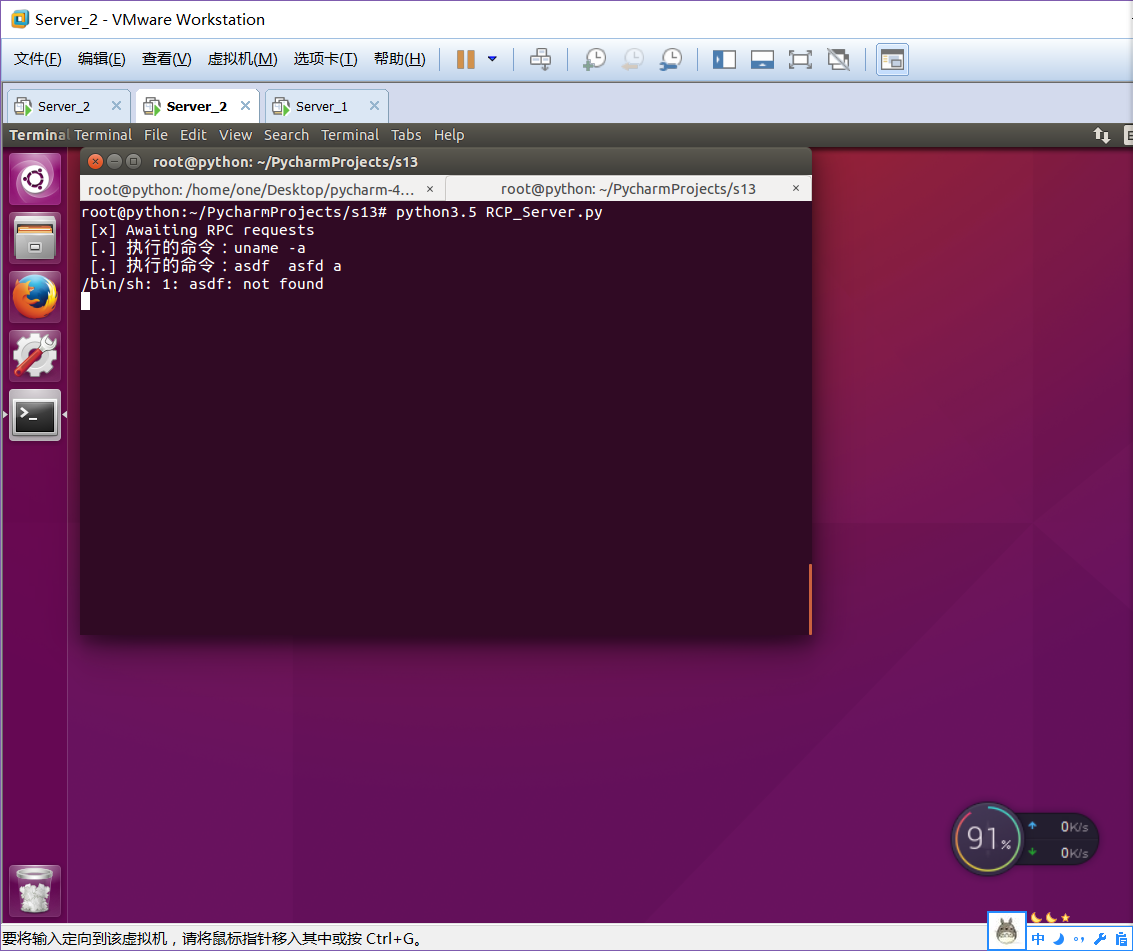 Server_2 - VMware Workstation
文件(F) 编辑(E) 查看(V) 虚拟机(M) 选项卡(T) 帮助(H)
Server_2 Server_2 Server_1
Terminal Terminal File Edit View Search Terminal Tabs Help
root@python: ~/PycharmProjects/s13
root@python: /home/one/Desktop/pycharm-4... root@python: ~/PycharmProjects/s13
root@python:~/PycharmProjects/s13# python3.5 RCP_Server.py
[x] Awaiting RPC requests
[.] 执行的命令：uname -a
[.] 执行的命令：asdf  asfd a
/bin/sh: 1: asdf: not found
91%
0K/s
0K/s
中
要将输入定向到该虚拟机，请将鼠标指针移入其中或按 Ctrl+G。